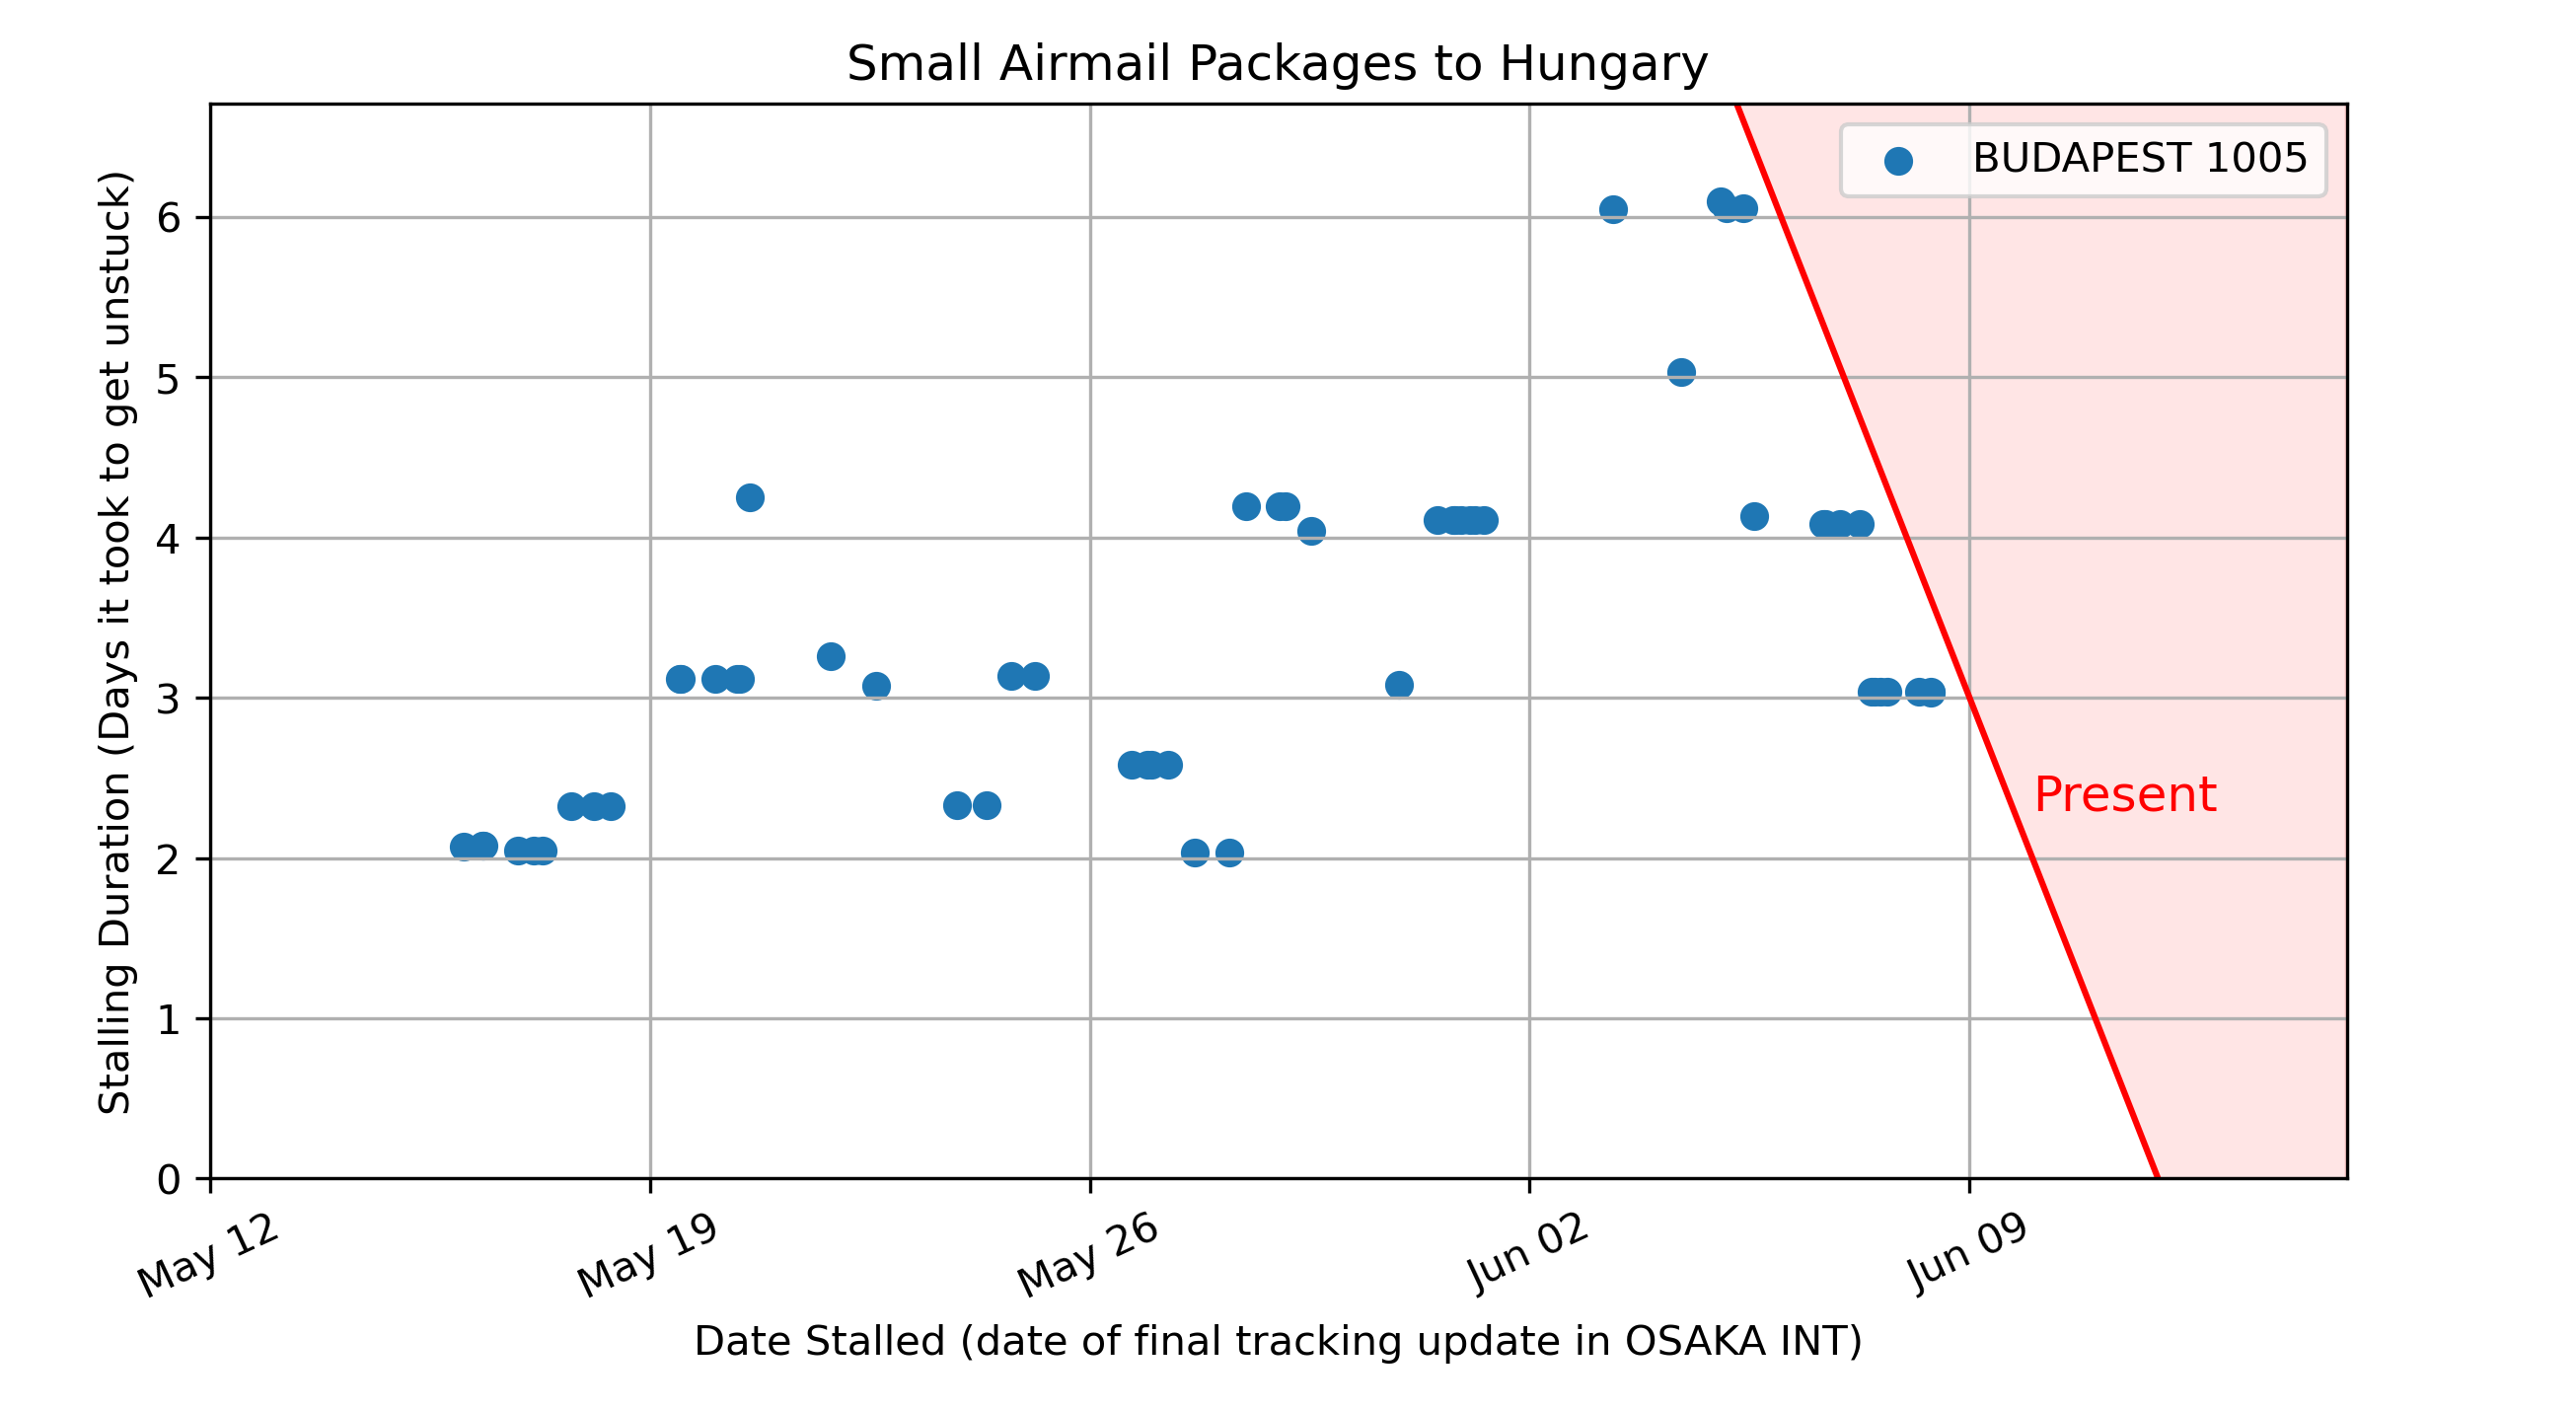 Small Airmail Packages to Hungary
BUDAPEST 1005
Stalling Duration (Days it took to get unstuck)
6
5
4
3
2
1
0
Present
May 12
May 19
May 26
Jun 02
Jun 09
Date Stalled (date of final tracking update in OSAKA INT)